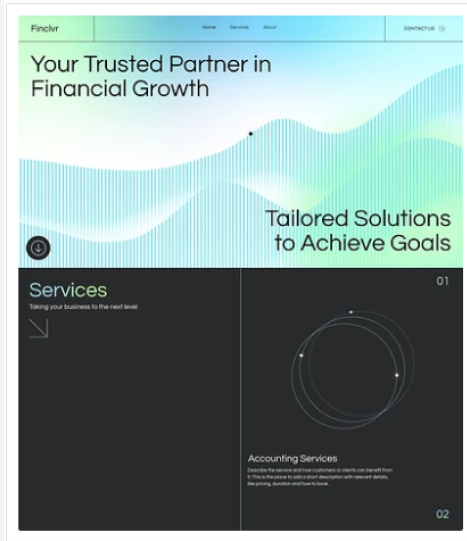 Finclvr
Home Services About
CONTACT US
Your Trusted Partner in
Financial Growth
Tailored Solutions
to Achieve Goals
Services
Taking your business to the next level
01
Accounting Services
Describe the service and how customers or clients can benefit from
it. This is the place to add a short description with relevant details,
like pricing, duration and how to book.
02